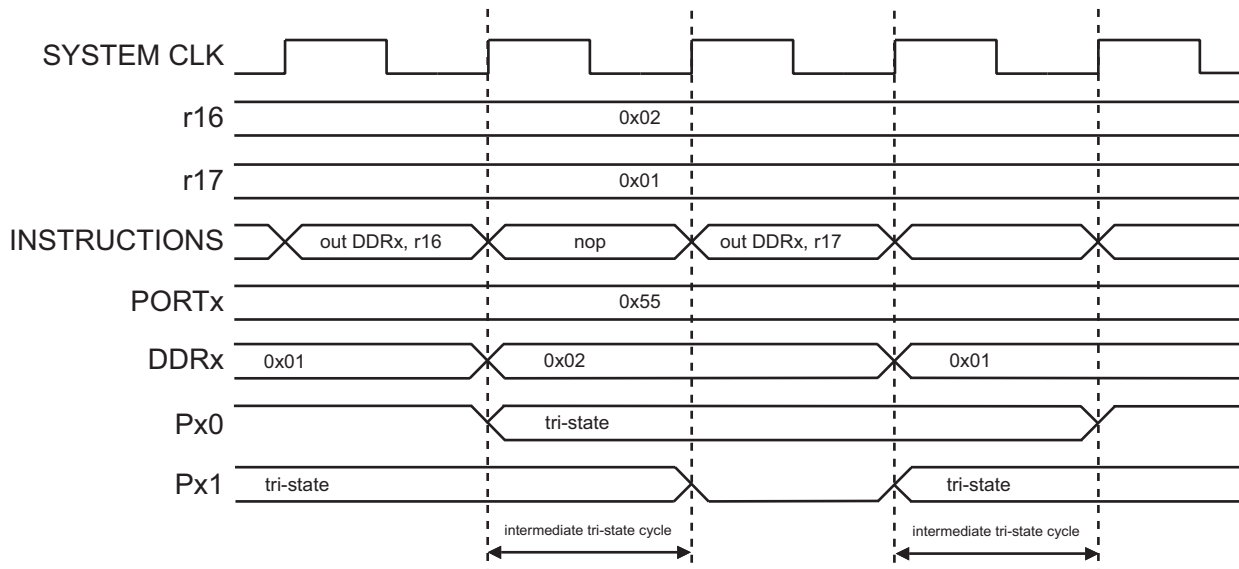 SYSTEM CLK
r16
0x02
r17
0x01
INSTRUCTIONS
out DDRx, r16
nop
out DDRx, r17
PORTx
0x55
DDRx
0x01
0x02
0x01
Px0
tri-state
Px1
tri-state
tri-state
intermediate tri-state cycle
intermediate tri-state cycle